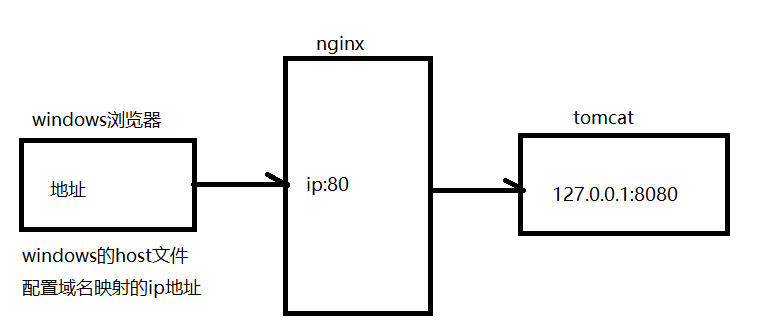 nginx
windows浏览器
tomcat
地址
ip:80
127.0.0.1:8080
windows的host文件
配置域名映射的ip地址